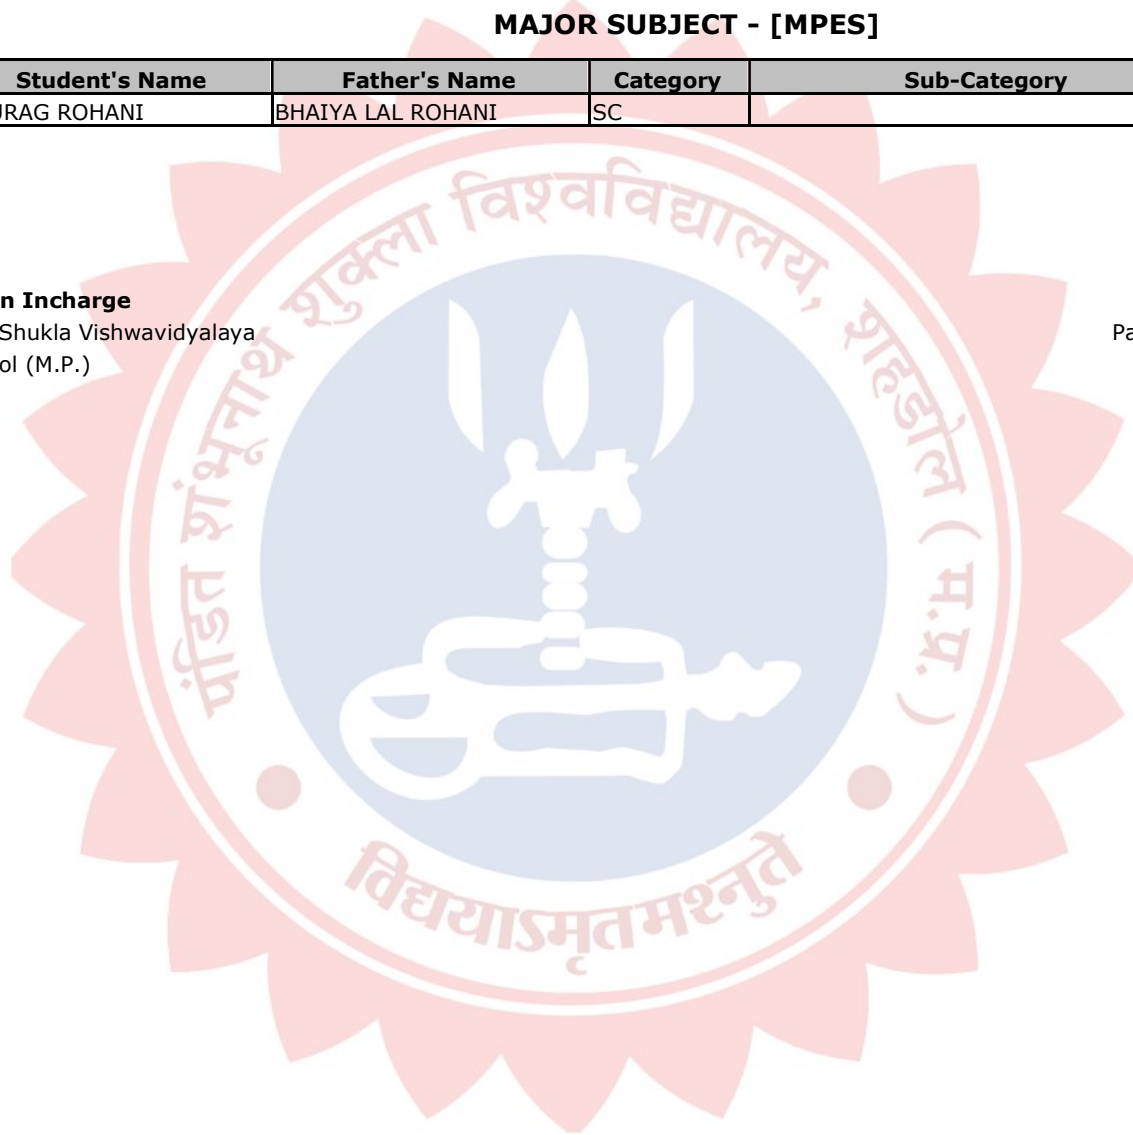 MAJOR SUBJECT - [MPES]
Student's Name Father's Name Category Sub-Category
RAG ROHANI BHAIYA LAL ROHANI SC
n Incharge
Shukla Vishwavidyalaya Pa
ol (M.P.)
पंडित शंभूनाथ शुक्ला विश्वविद्यालय, शहडोल ( म.प्र. )
विद्ययाऽमृतमश्नुते